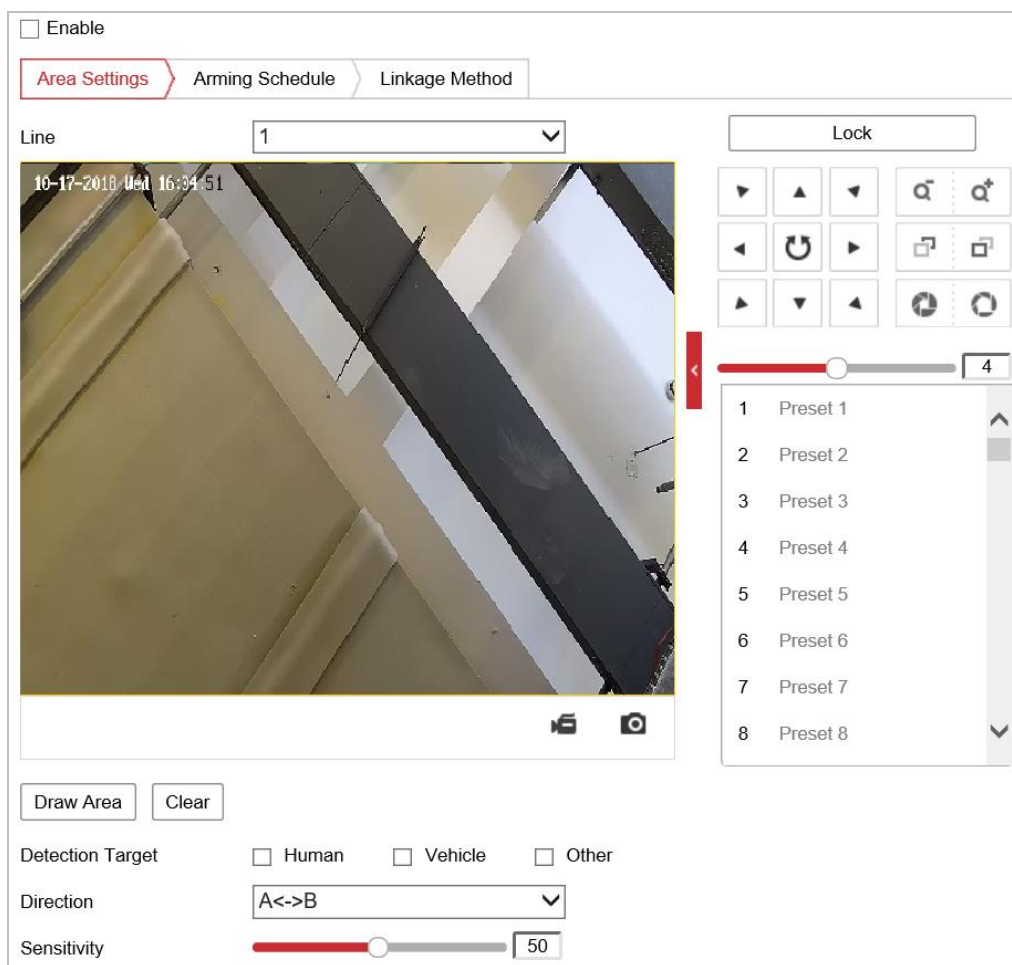 Enable
Area Settings Arming Schedule Linkage Method
Line 1 Lock
10-17-2018 Wed 16:04:51
4
1 Preset 1
2 Preset 2
3 Preset 3
4 Preset 4
5 Preset 5
6 Preset 6
7 Preset 7
8 Preset 8
Draw Area Clear
Detection Target Human Vehicle Other
Direction A<->B
Sensitivity 50